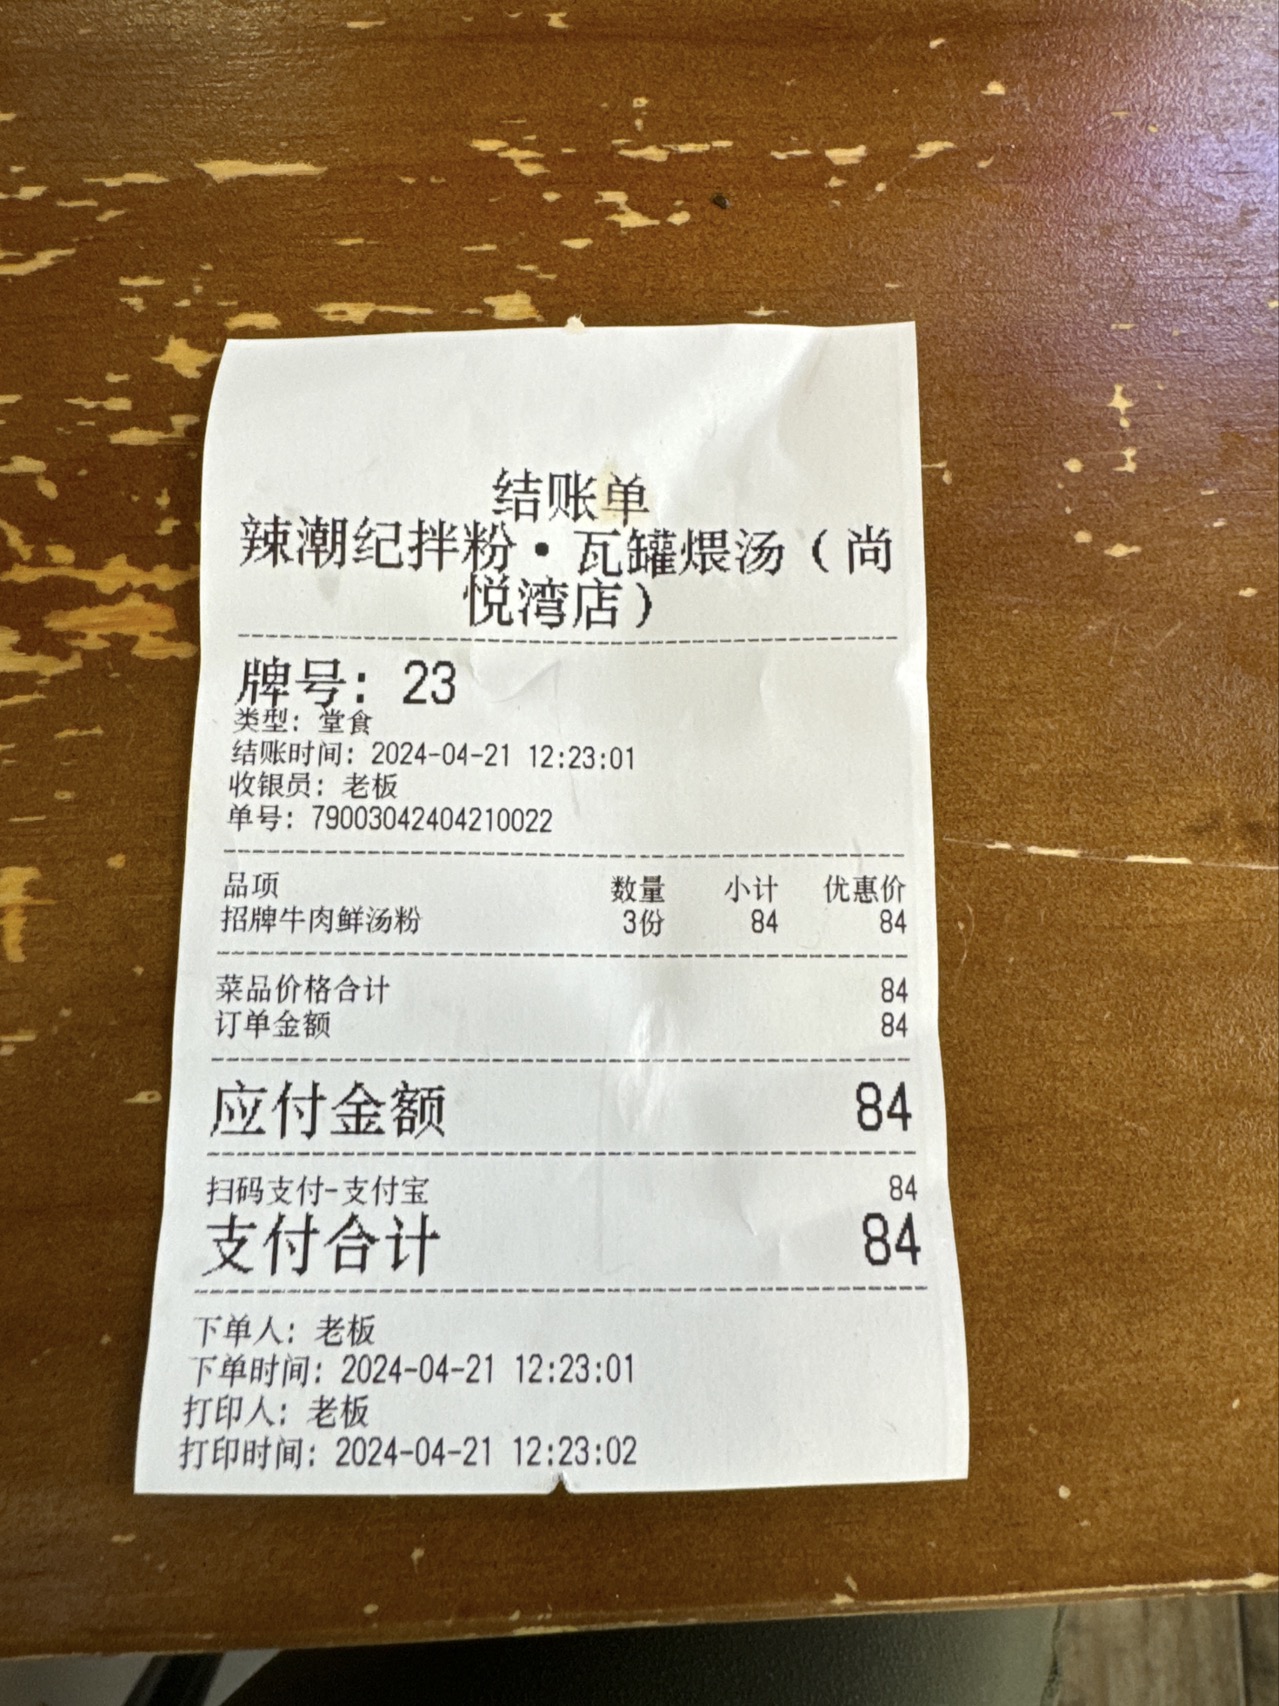 结账单
辣潮纪拌粉·瓦罐煨汤（尚
悦湾店）
牌号: 23
类型: 堂食
结账时间: 2024-04-21 12:23:01
收银员: 老板
单号: 79003042404210022
品项 数量 小计 优惠价
招牌牛肉鲜汤粉 3份 84 84
菜品价格合计 84
订单金额 84
应付金额 84
扫码支付-支付宝 84
支付合计 84
下单人: 老板
下单时间: 2024-04-21 12:23:01
打印人: 老板
打印时间: 2024-04-21 12:23:02